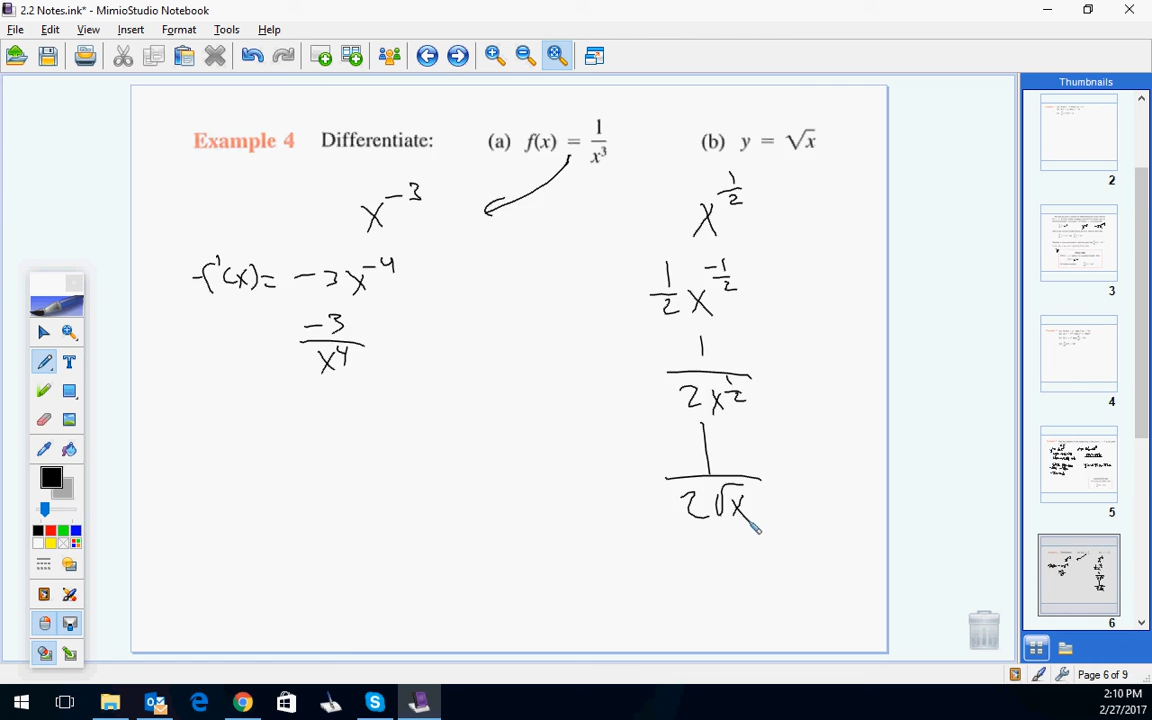 2.2 Notes.ink* - MimioStudio Notebook
File Edit View Insert Format Tools Help
Thumbnails
Example 4 Differentiate: (a) f(x) = 1/x³ (b) y = √x
x⁻³
x^(1/2)
f'(x) = -3x⁻⁴
1/2 x^(-1/2)
-3/x⁴
1/(2x^(1/2))
1/(2√x)
2
3
4
5
6
Page 6 of 9
2:10 PM
2/27/2017